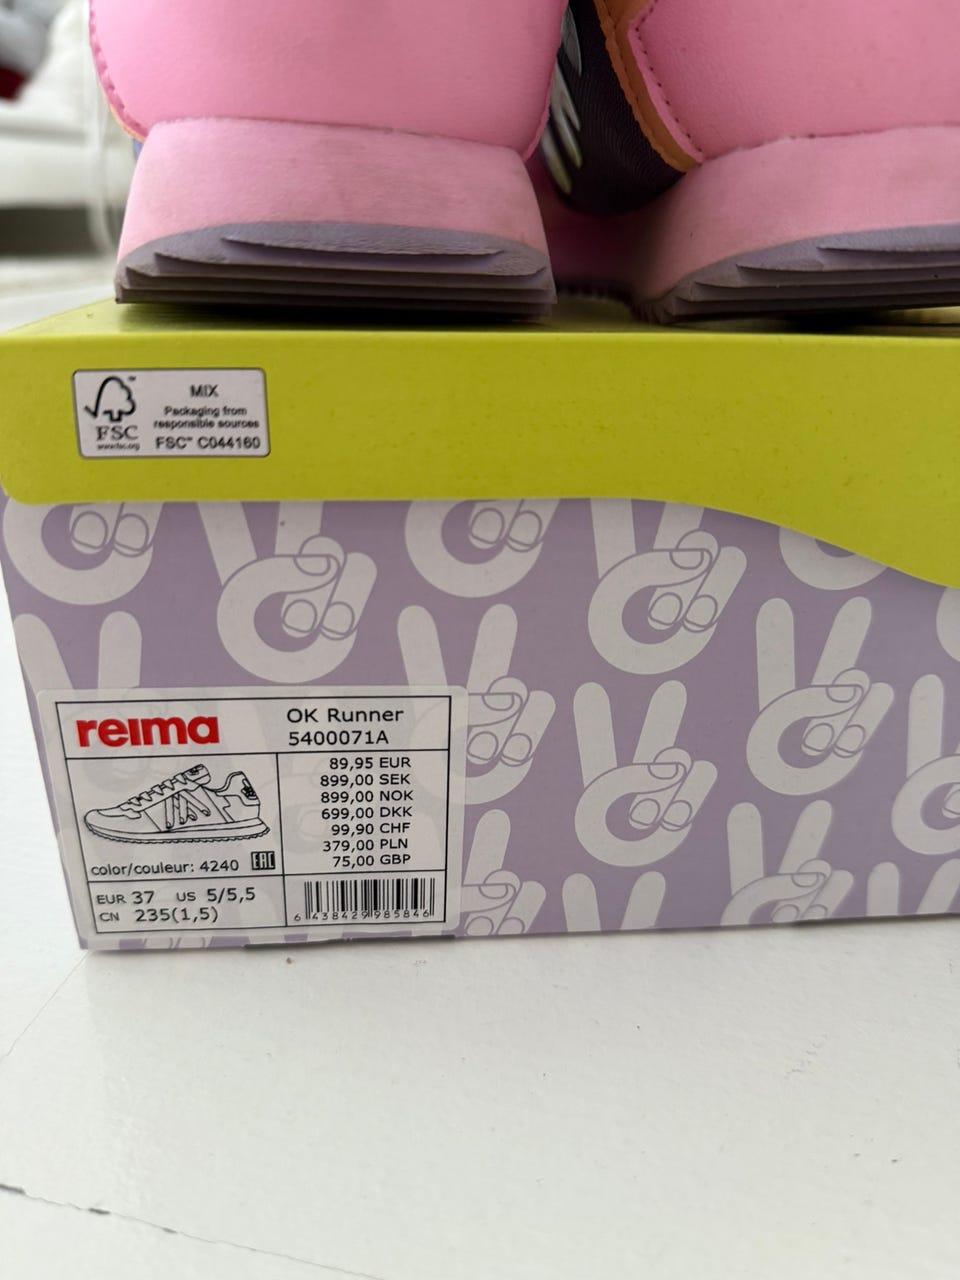 MIX
Packaging from
responsible sources
FSC™ C044160
FSC
www.fsc.org
reima
OK Runner
5400071A
89,95 EUR
899,00 SEK
899,00 NOK
699,00 DKK
99,90 CHF
379,00 PLN
75,00 GBP
color/couleur: 4240 EAC
EUR 37 US 5/5,5
CN 235(1,5)
6 438429 985846